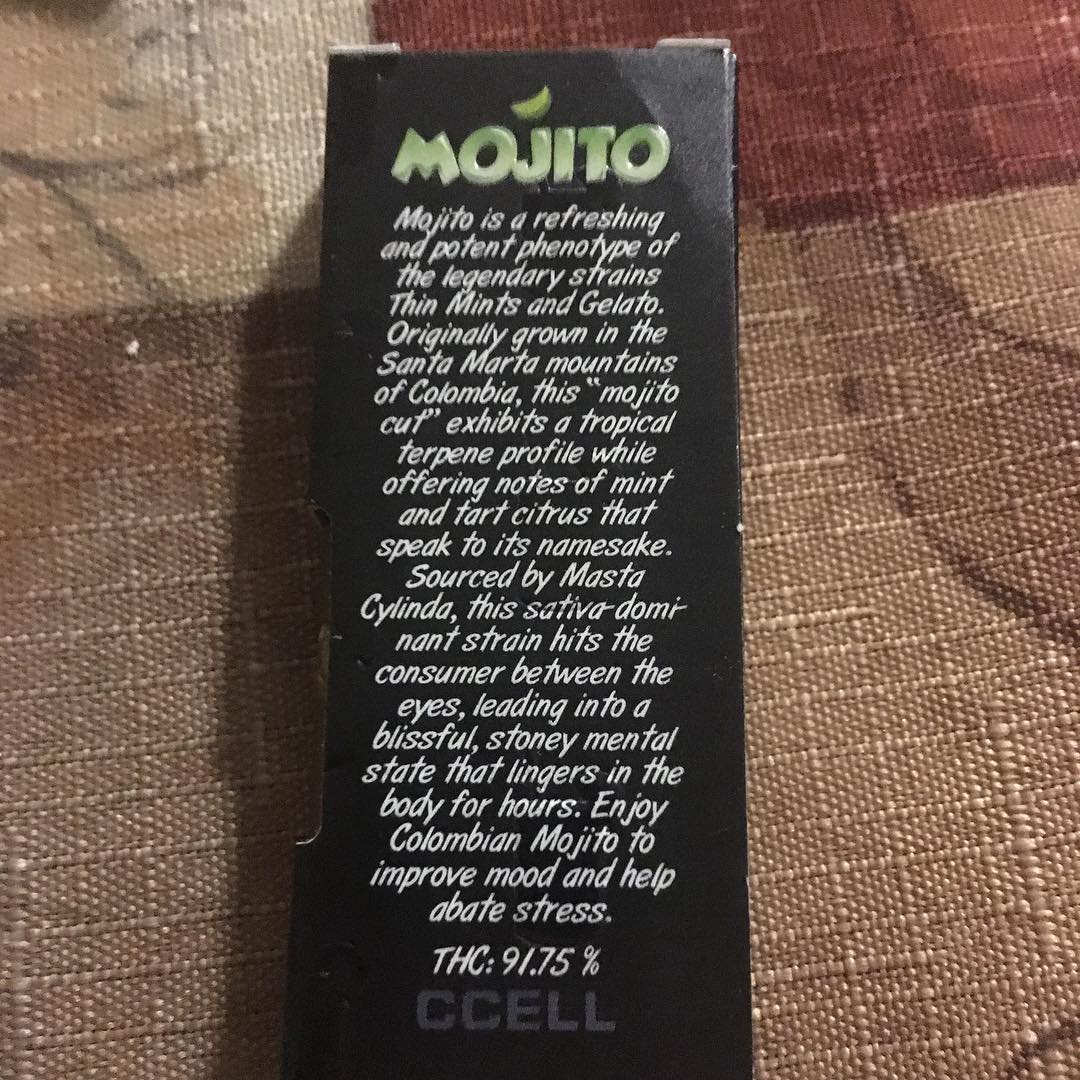 MOJITO
Mojito is a refreshing
and potent phenotype of
the legendary strains
Thin Mints and Gelato.
Originally grown in the
Santa Marta mountains
of Colombia, this "mojito
cut" exhibits a tropical
terpene profile while
offering notes of mint
and tart citrus that
speak to its namesake.
Sourced by Masta
Cylinda, this sativa-domi-
nant strain hits the
consumer between the
eyes, leading into a
blissful, stoney mental
state that lingers in the
body for hours. Enjoy
Colombian Mojito to
improve mood and help
abate stress.
THC: 91.75 %
CCELL